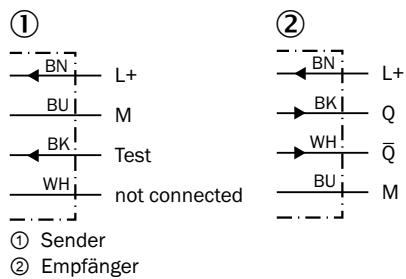 ①
BN L+
BU M
BK Test
WH not connected
②
BN L+
BK Q
WH Q̅
BU M
① Sender
② Empfänger